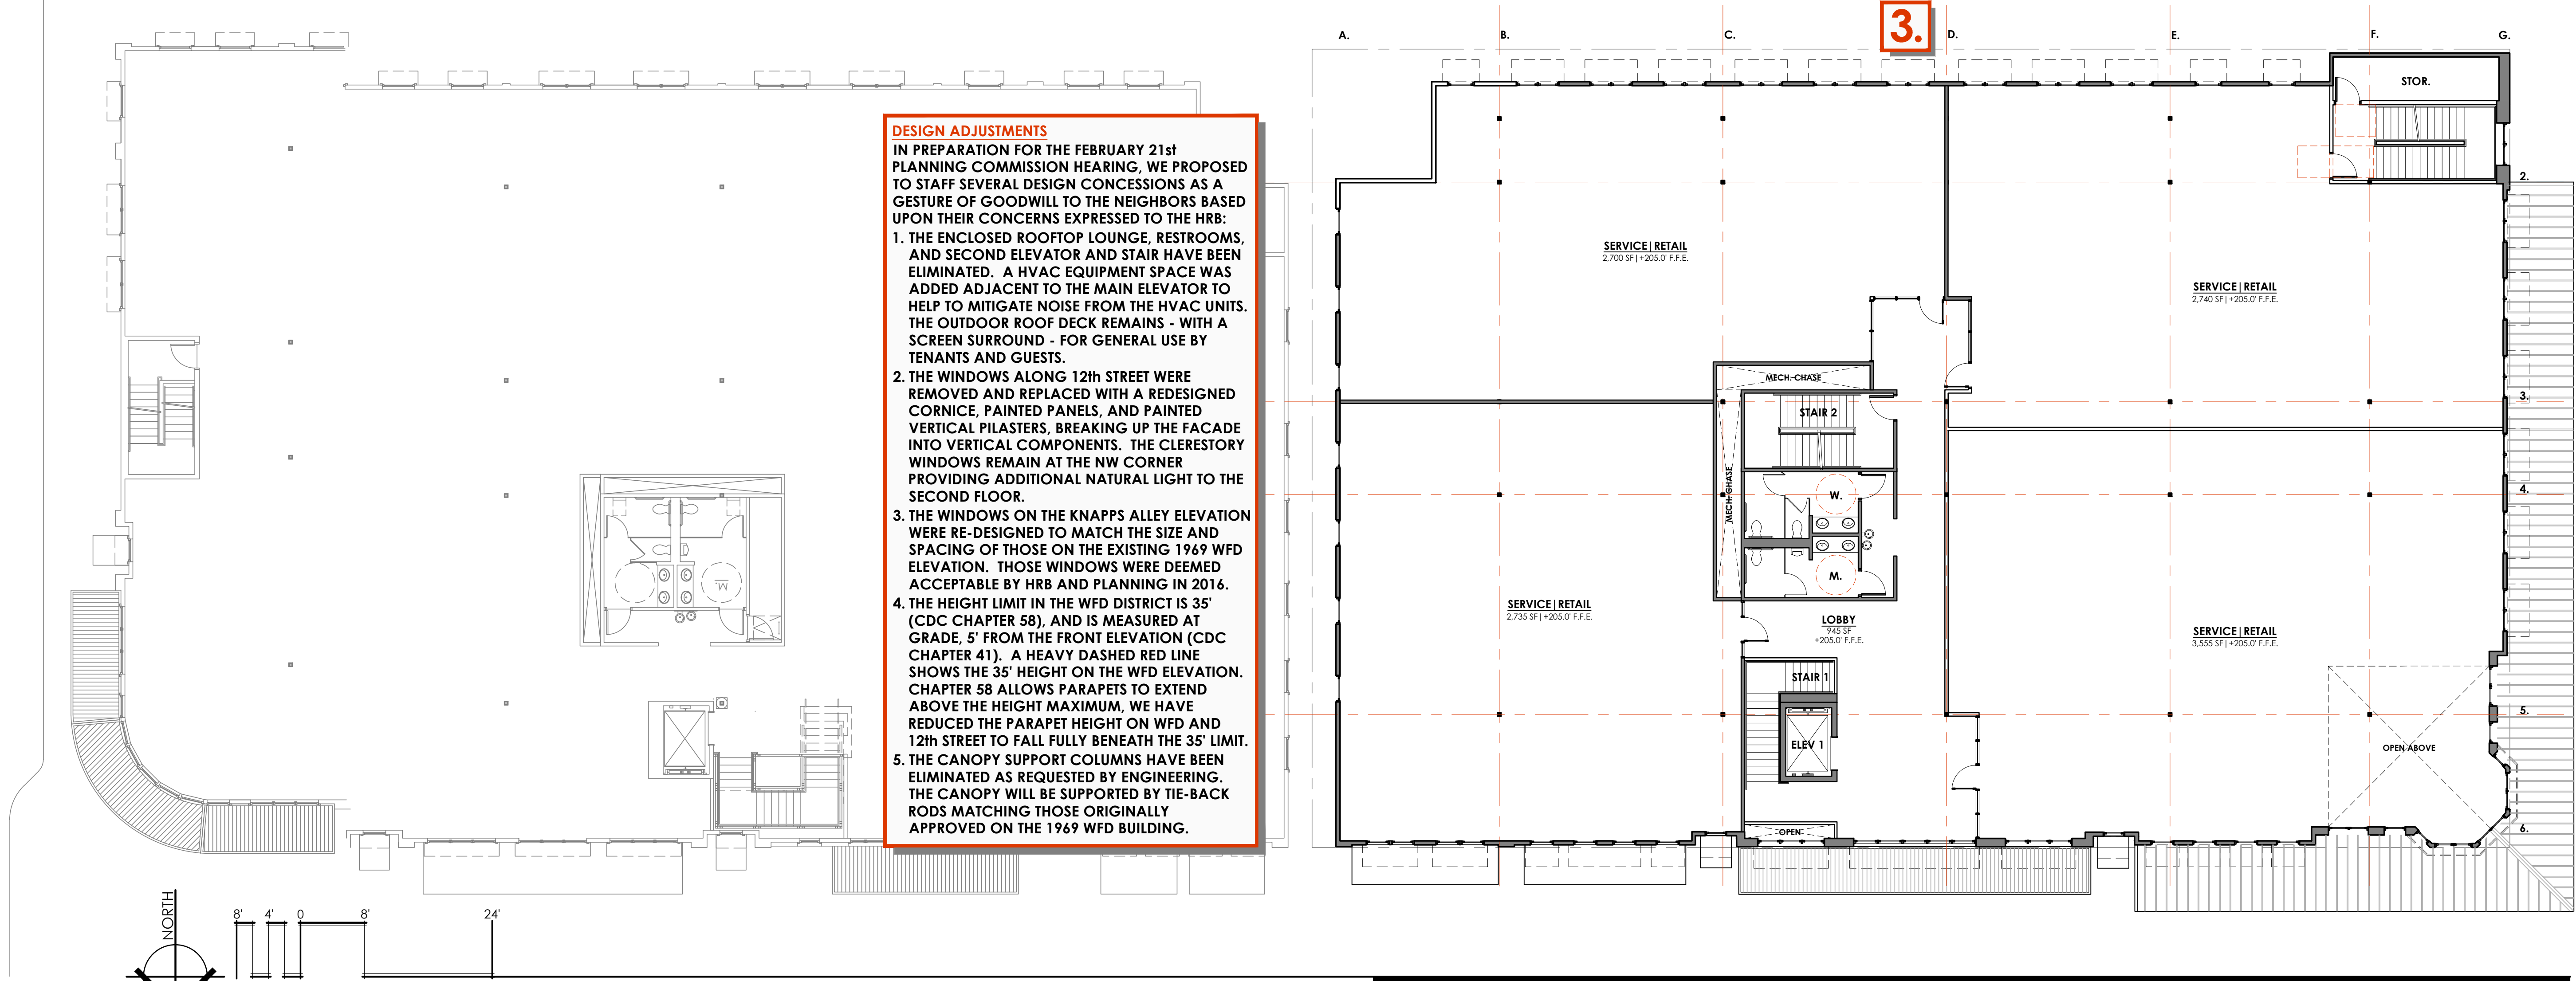 3.
A.
B.
C.
D.
E.
F.
G.
STOR.
DESIGN ADJUSTMENTS
IN PREPARATION FOR THE FEBRUARY 21st
PLANNING COMMISSION HEARING, WE PROPOSED
TO STAFF SEVERAL DESIGN CONCESSIONS AS A
GESTURE OF GOODWILL TO THE NEIGHBORS BASED
UPON THEIR CONCERNS EXPRESSED TO THE HRB:
1. THE ENCLOSED ROOFTOP LOUNGE, RESTROOMS,
AND SECOND ELEVATOR AND STAIR HAVE BEEN
ELIMINATED. A HVAC EQUIPMENT SPACE WAS
ADDED ADJACENT TO THE MAIN ELEVATOR TO
HELP TO MITIGATE NOISE FROM THE HVAC UNITS.
THE OUTDOOR ROOF DECK REMAINS - WITH A
SCREEN SURROUND - FOR GENERAL USE BY
TENANTS AND GUESTS.
2. THE WINDOWS ALONG 12th STREET WERE
REMOVED AND REPLACED WITH A REDESIGNED
CORNICE, PAINTED PANELS, AND PAINTED
VERTICAL PILASTERS, BREAKING UP THE FACADE
INTO VERTICAL COMPONENTS. THE CLERESTORY
WINDOWS REMAIN AT THE NW CORNER
PROVIDING ADDITIONAL NATURAL LIGHT TO THE
SECOND FLOOR.
3. THE WINDOWS ON THE KNAPPS ALLEY ELEVATION
WERE RE-DESIGNED TO MATCH THE SIZE AND
SPACING OF THOSE ON THE EXISTING 1969 WFD
ELEVATION. THOSE WINDOWS WERE DEEMED
ACCEPTABLE BY HRB AND PLANNING IN 2016.
4. THE HEIGHT LIMIT IN THE WFD DISTRICT IS 35'
(CDC CHAPTER 58), AND IS MEASURED AT
GRADE, 5' FROM THE FRONT ELEVATION (CDC
CHAPTER 41). A HEAVY DASHED RED LINE
SHOWS THE 35' HEIGHT ON THE WFD ELEVATION.
CHAPTER 58 ALLOWS PARAPETS TO EXTEND
ABOVE THE HEIGHT MAXIMUM, WE HAVE
REDUCED THE PARAPET HEIGHT ON WFD AND
12th STREET TO FALL FULLY BENEATH THE 35' LIMIT.
5. THE CANOPY SUPPORT COLUMNS HAVE BEEN
ELIMINATED AS REQUESTED BY ENGINEERING.
THE CANOPY WILL BE SUPPORTED BY TIE-BACK
RODS MATCHING THOSE ORIGINALLY
APPROVED ON THE 1969 WFD BUILDING.
2.
SERVICE|RETAIL
2,700 SF|+205.0' F.F.E.
SERVICE|RETAIL
2,740 SF|+205.0' F.F.E.
MECH. CHASE
3.
STAIR 2
MECH. CHASE
W.
4.
M.
M.
SERVICE|RETAIL
2,735 SF|+205.0' F.F.E.
LOBBY
945 SF
+205.0' F.F.E.
SERVICE|RETAIL
3,555 SF|+205.0' F.F.E.
STAIR 1
5.
ELEV 1
OPEN ABOVE
OPEN
6.
NORTH
8' 4' 0 8' 24'